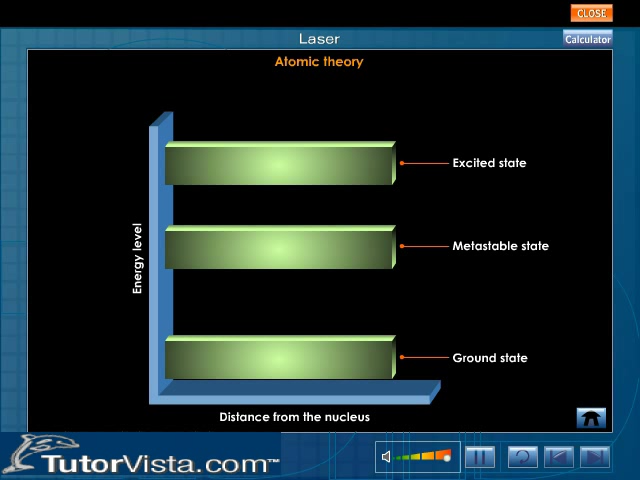 CLOSE
Laser
Calculator
Atomic theory
Excited state
Metastable state
Energy level
Ground state
Distance from the nucleus
TutorVista.com™